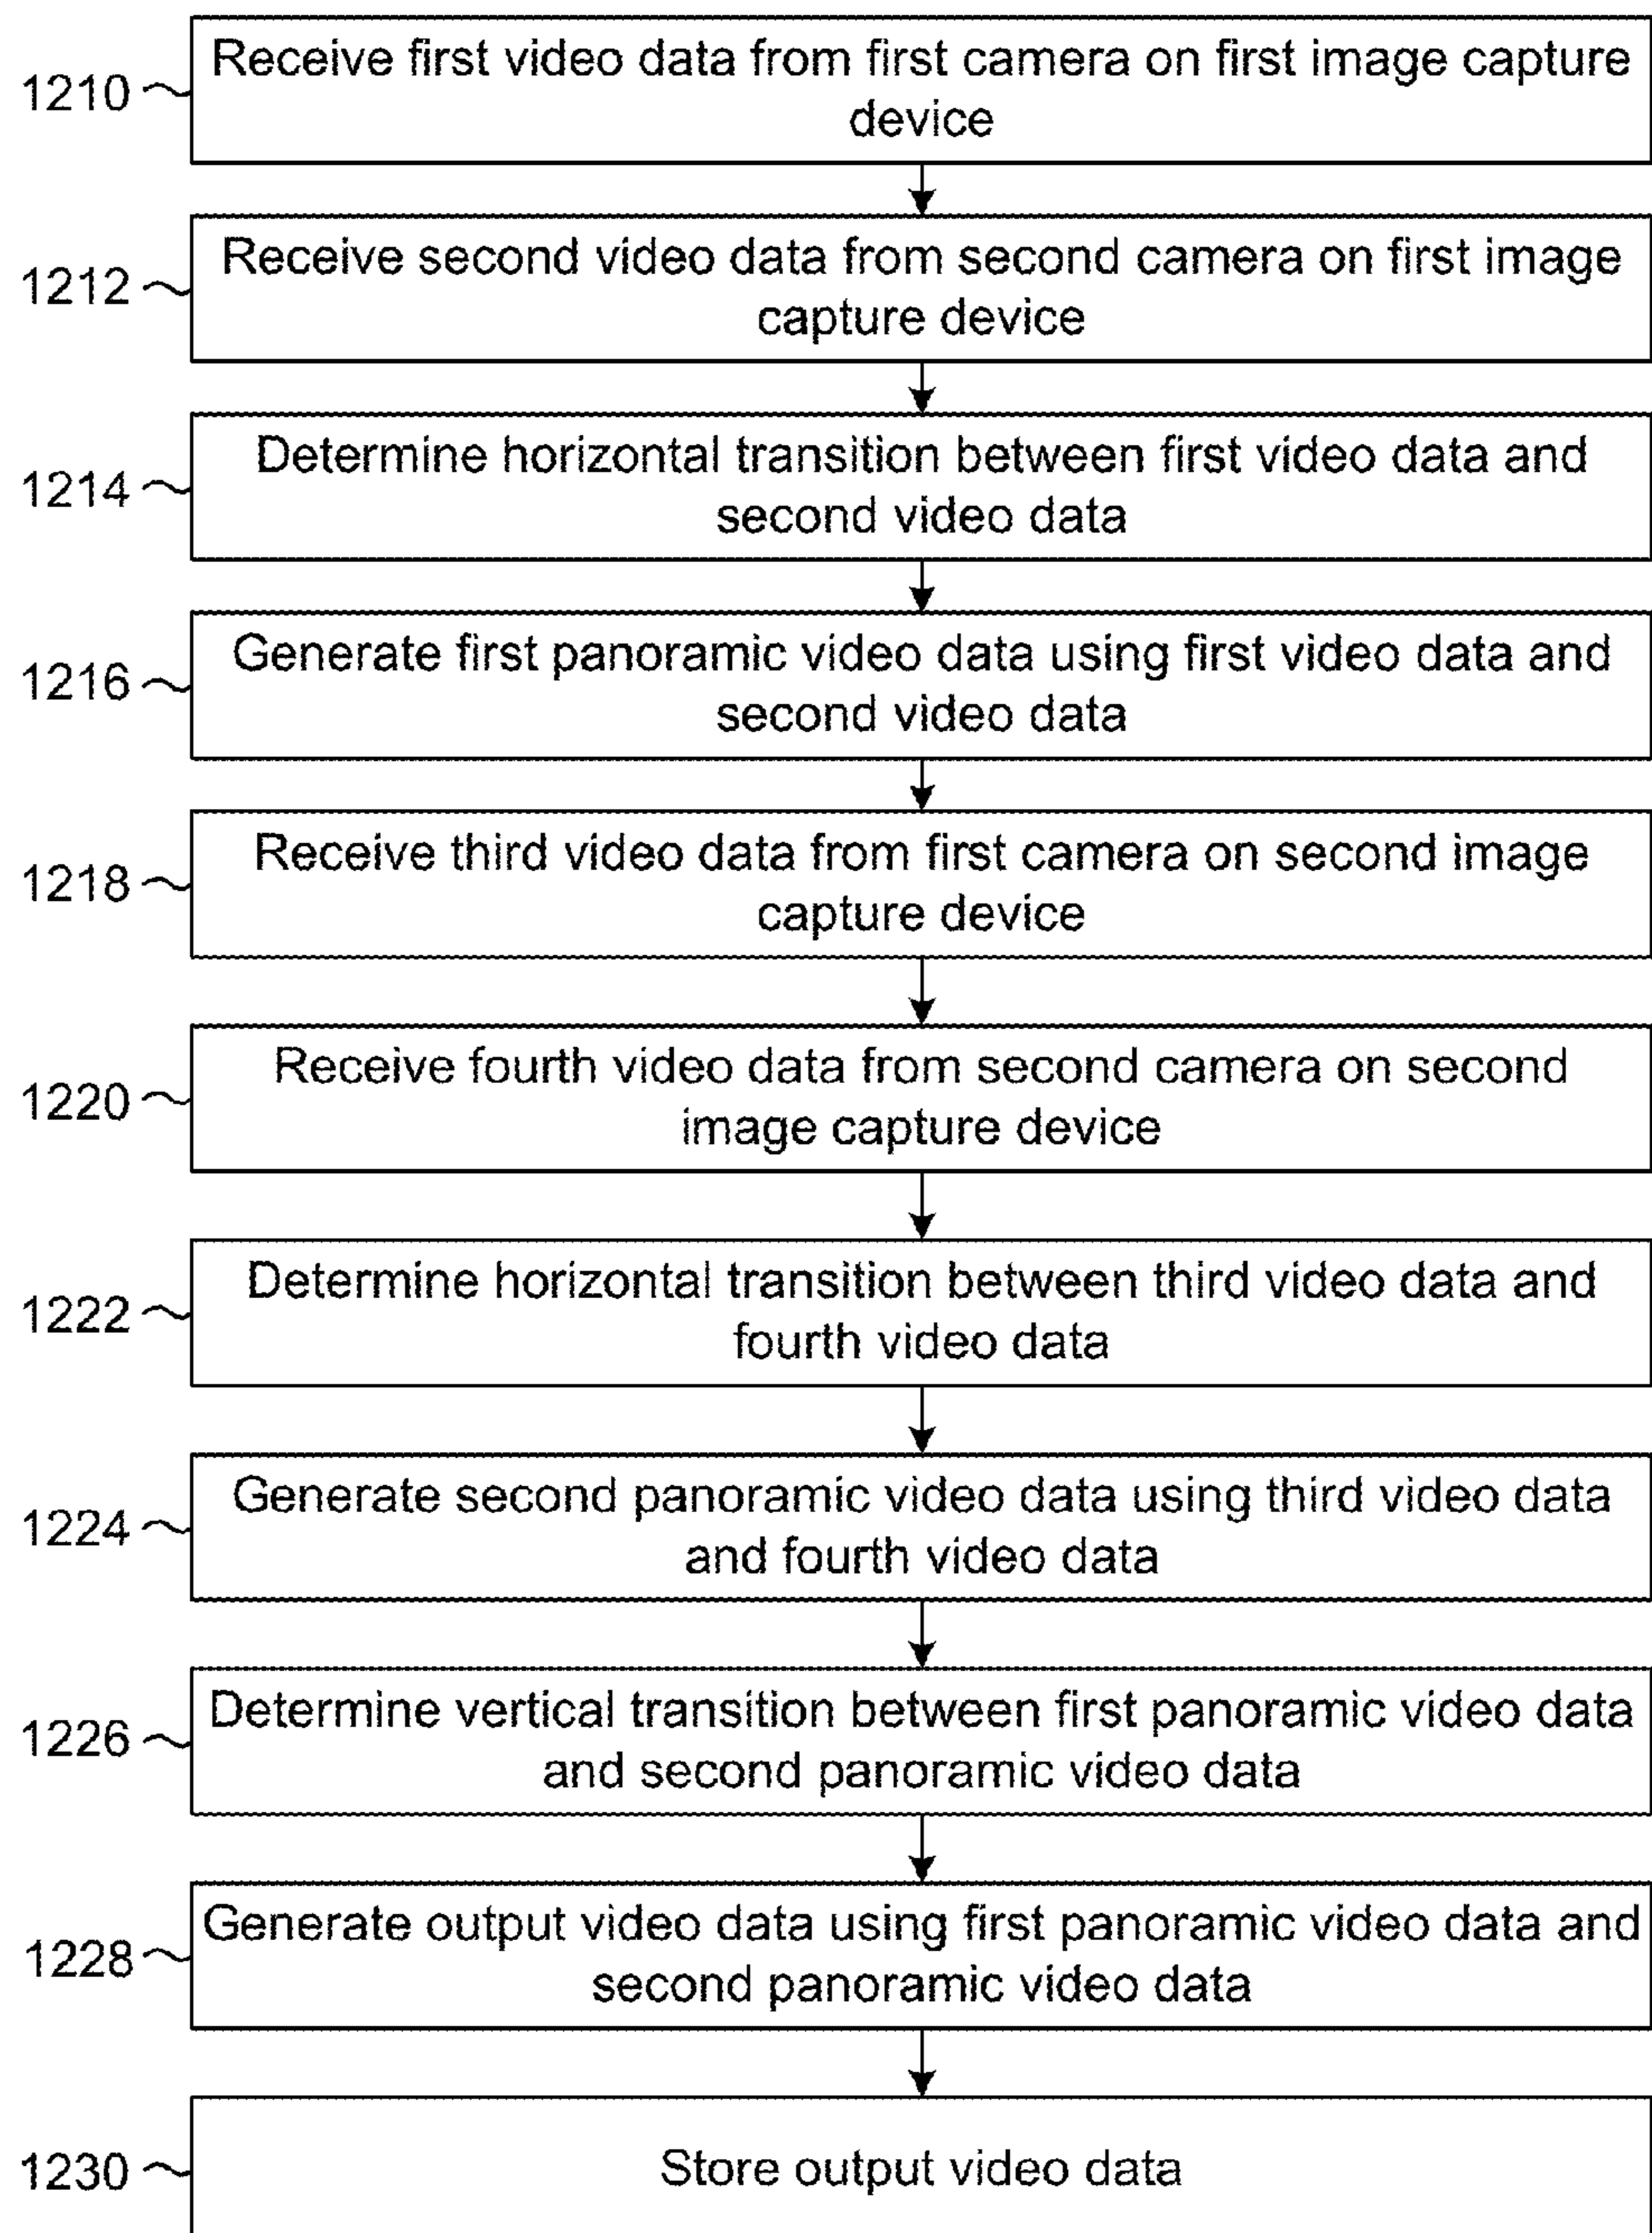 1210
Receive first video data from first camera on first image capture
device
1212
Receive second video data from second camera on first image
capture device
1214
Determine horizontal transition between first video data and
second video data
1216
Generate first panoramic video data using first video data and
second video data
1218
Receive third video data from first camera on second image
capture device
1220
Receive fourth video data from second camera on second
image capture device
1222
Determine horizontal transition between third video data and
fourth video data
1224
Generate second panoramic video data using third video data
and fourth video data
1226
Determine vertical transition between first panoramic video data
and second panoramic video data
1228
Generate output video data using first panoramic video data and
second panoramic video data
1230
Store output video data